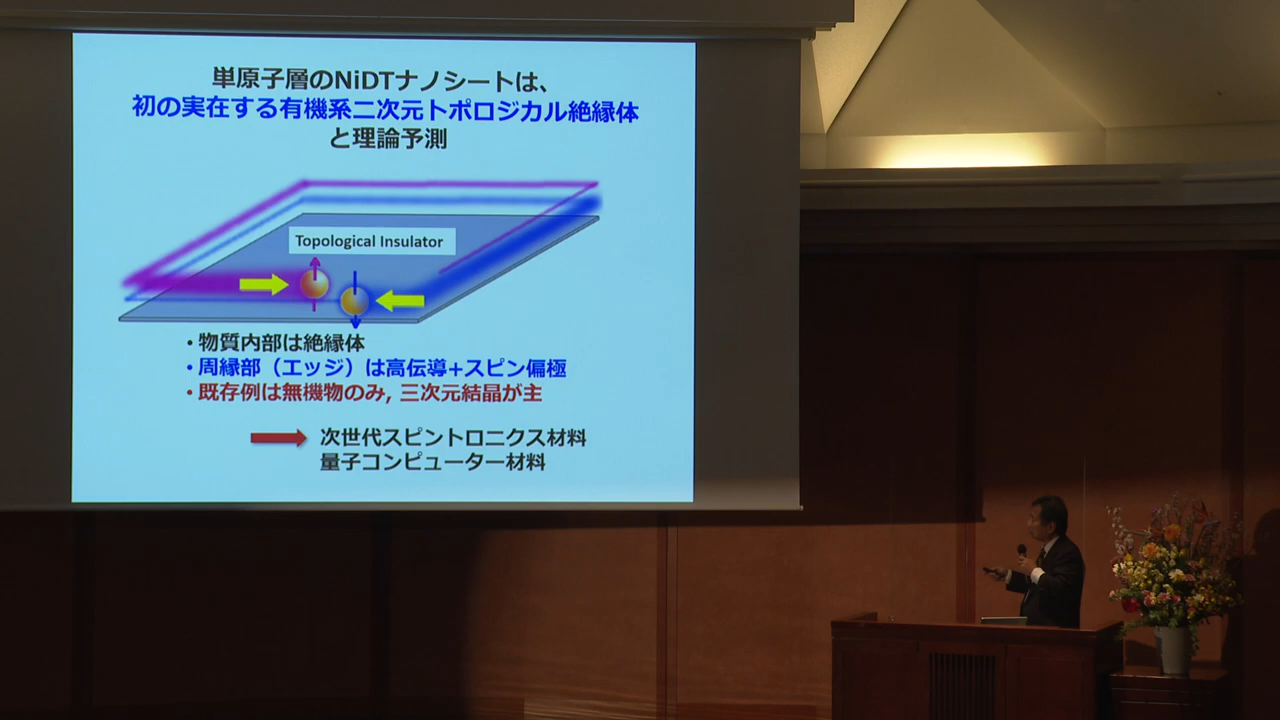 単原子層のNiDTナノシートは、
初の実在する有機系二次元トポロジカル絶縁体
と理論予測
Topological Insulator
・物質内部は絶縁体
・周縁部（エッジ）は高伝導+スピン偏極
・既存例は無機物のみ, 三次元結晶が主
次世代スピントロニクス材料
量子コンピューター材料